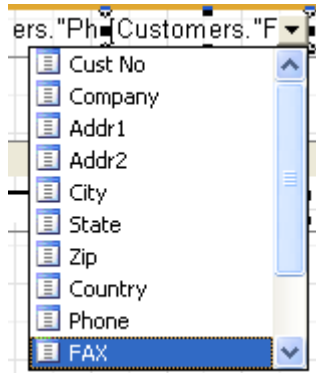 ers."Ph [Customers."F
Cust No
Company
Addr1
Addr2
City
State
Zip
Country
Phone
FAX